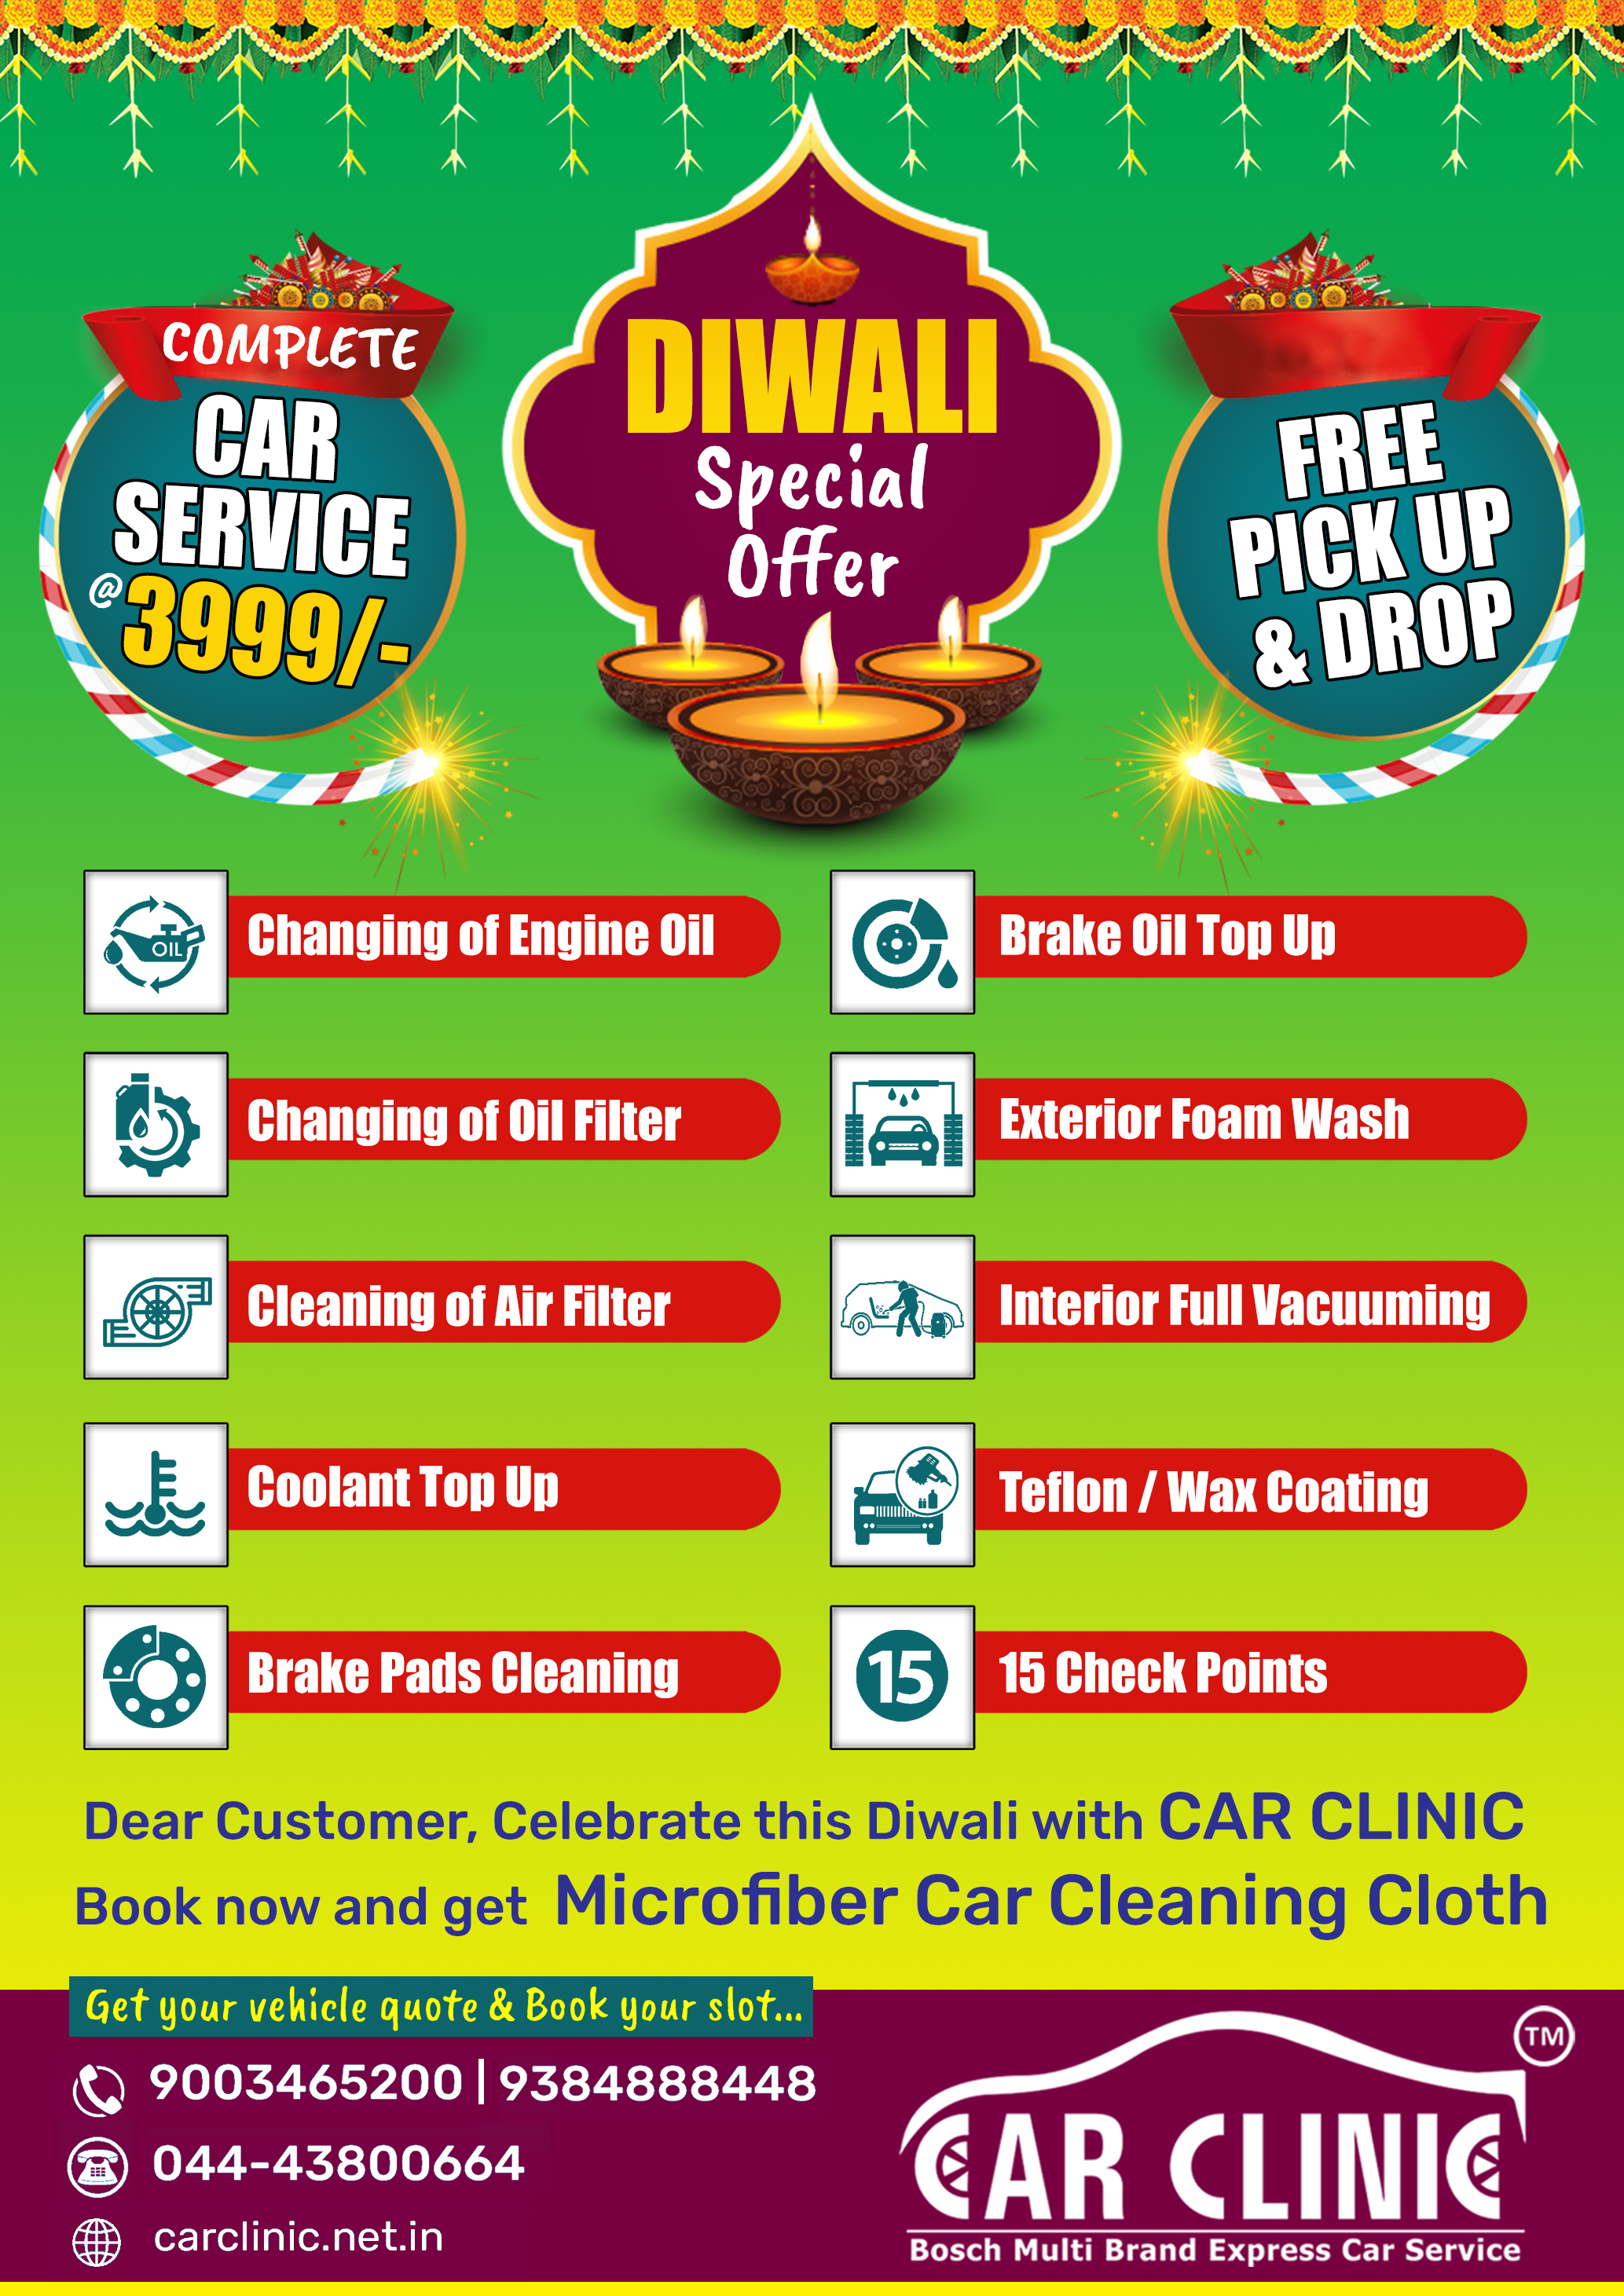 DIWALI
Special
Offer
COMPLETE
CAR
SERVICE
@3999/-
FREE
PICK UP
& DROP
OIL
Changing of Engine Oil
Brake Oil Top Up
Changing of Oil Filter
Exterior Foam Wash
Cleaning of Air Filter
Interior Full Vacuuming
Coolant Top Up
Teflon / Wax Coating
Brake Pads Cleaning
15
15 Check Points
Dear Customer, Celebrate this Diwali with CAR CLINIC
Book now and get Microfiber Car Cleaning Cloth
Get your vehicle quote & Book your slot...
9003465200 | 9384888448
044-43800664
carclinic.net.in
TM
CAR CLINIC
Bosch Multi Brand Express Car Service